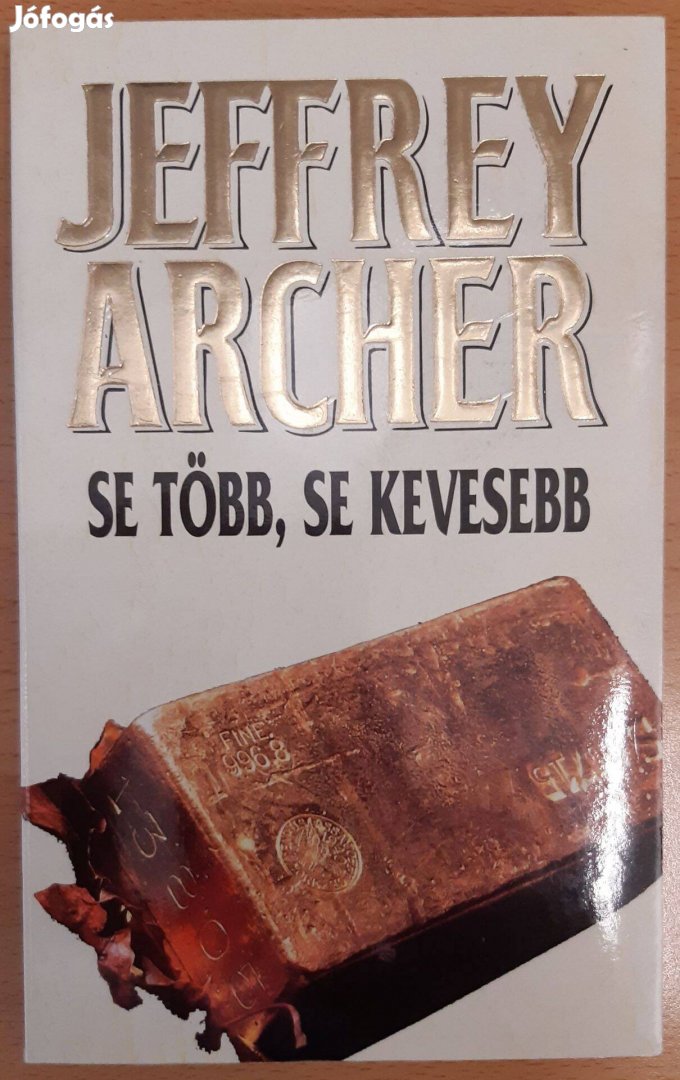 Jófogás
JEFFREY
ARCHER
SE TÖBB, SE KEVESEBB
FINE
996.8